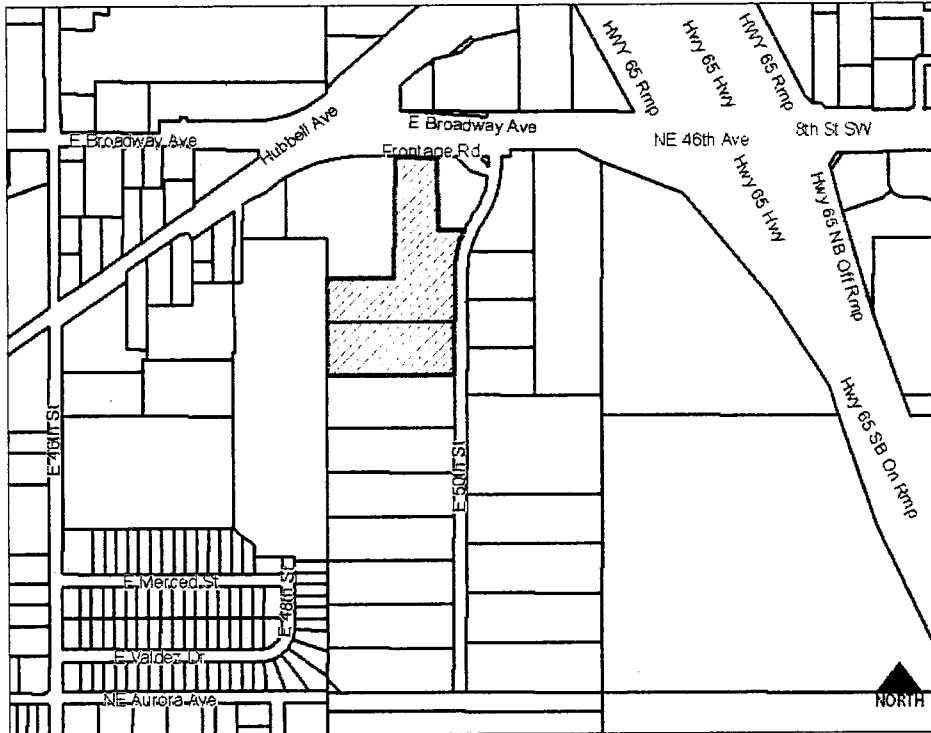 HWY 65 Rmp
Hwy 65 Hwy
HWY 65 Rmp
E Broadway Ave
E Broadway Ave
Hubbell Ave
Frontage Rd
NE 46th Ave
8th St SW
Hwy 65 Hwy
Hwy 65 NB Off Rmp
Hwy 65 SB On Rmp
E 46th St
E 50th St
E Merced St
E 48th St
E Valdez Dr
NE Aurora Ave
NORTH